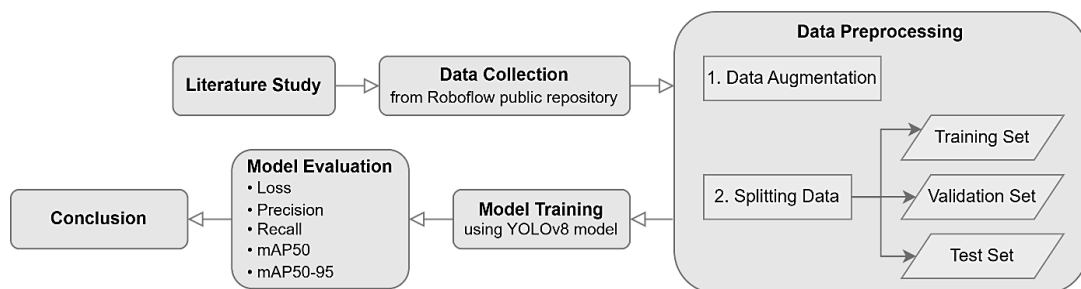 Literature Study
Data Collection
from Roboflow public repository
Data Preprocessing
1. Data Augmentation
2. Splitting Data
Training Set
Validation Set
Test Set
Model Training
using YOLOv8 model
Model Evaluation
• Loss
• Precision
• Recall
• mAP50
• mAP50-95
Conclusion